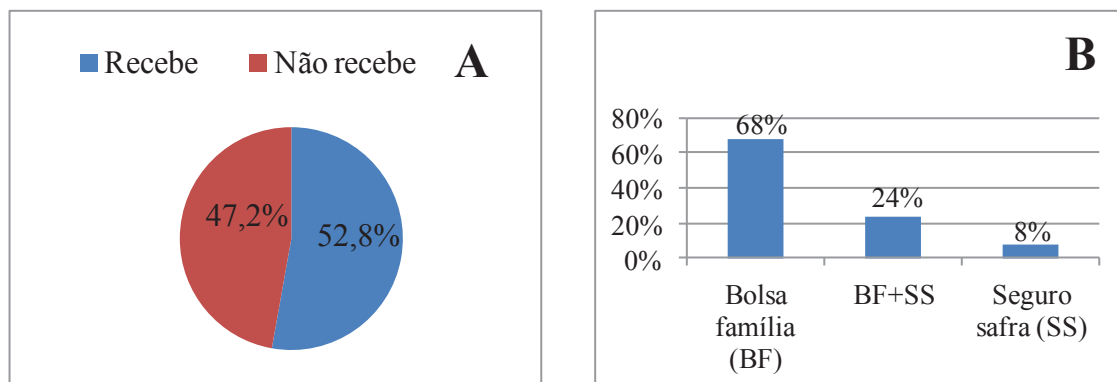 Recebe
Não recebe
A
47,2%
52,8%
B
80%
60%
40%
20%
0%
68%
24%
8%
Bolsa
família
(BF)
BF+SS
Seguro
safra (SS)